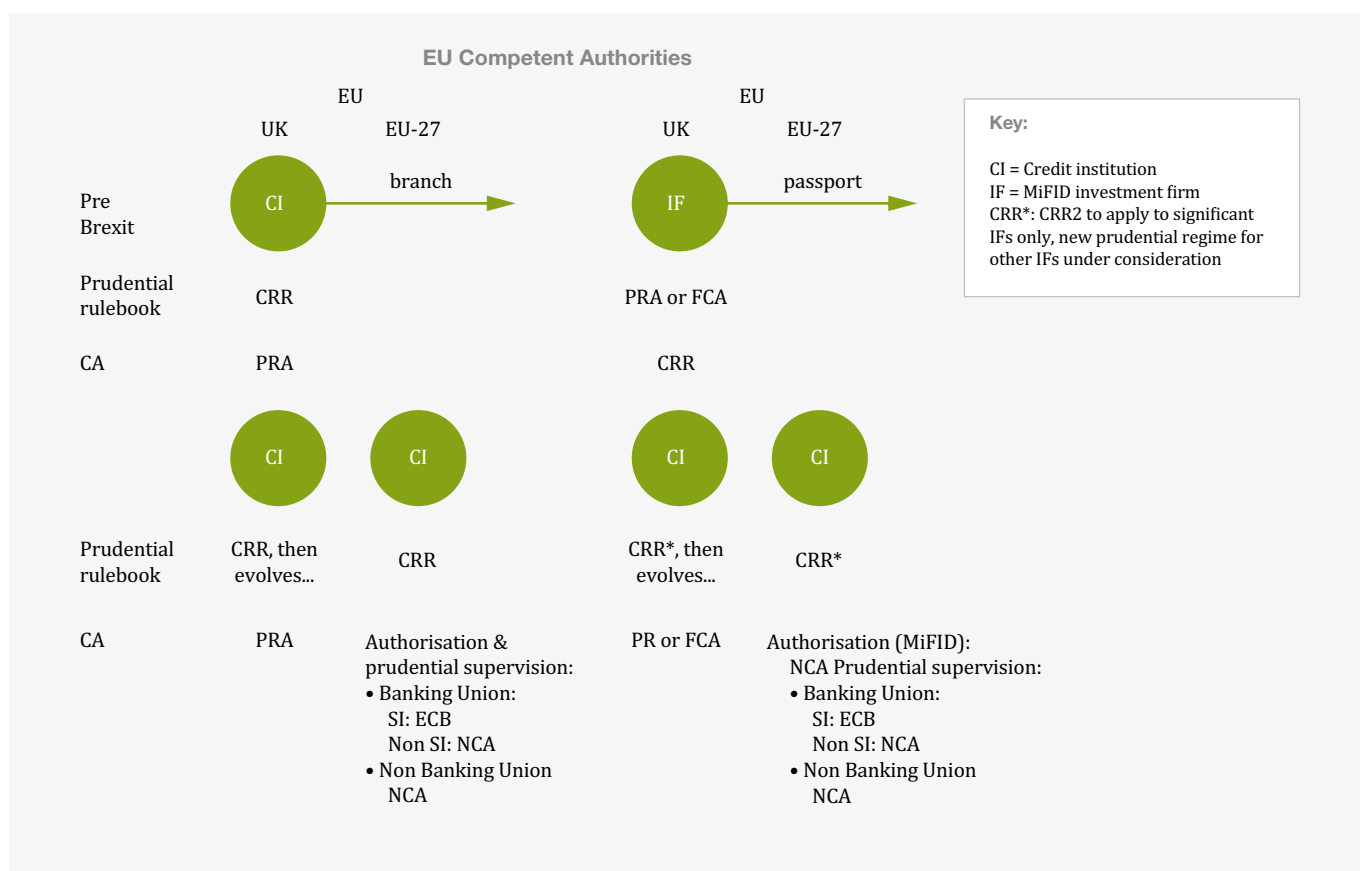 EU Competent Authorities
EU EU
UK EU-27 UK EU-27
CI branch IF passport
Pre
Brexit
Prudential
rulebook
CRR PRA or FCA
CA PRA CRR
CI CI CI CI
Prudential
rulebook
CRR, then
evolves...
CRR
CRR*, then
evolves...
CRR*
CA PRA
Authorisation &
prudential supervision:
• Banking Union:
SI: ECB
Non SI: NCA
• Non Banking Union
NCA
PR or FCA
Authorisation (MiFID):
NCA Prudential supervision:
• Banking Union:
SI: ECB
Non SI: NCA
• Non Banking Union
NCA
Key:
CI = Credit institution
IF = MiFID investment firm
CRR*: CRR2 to apply to significant
IFs only, new prudential regime for
other IFs under consideration